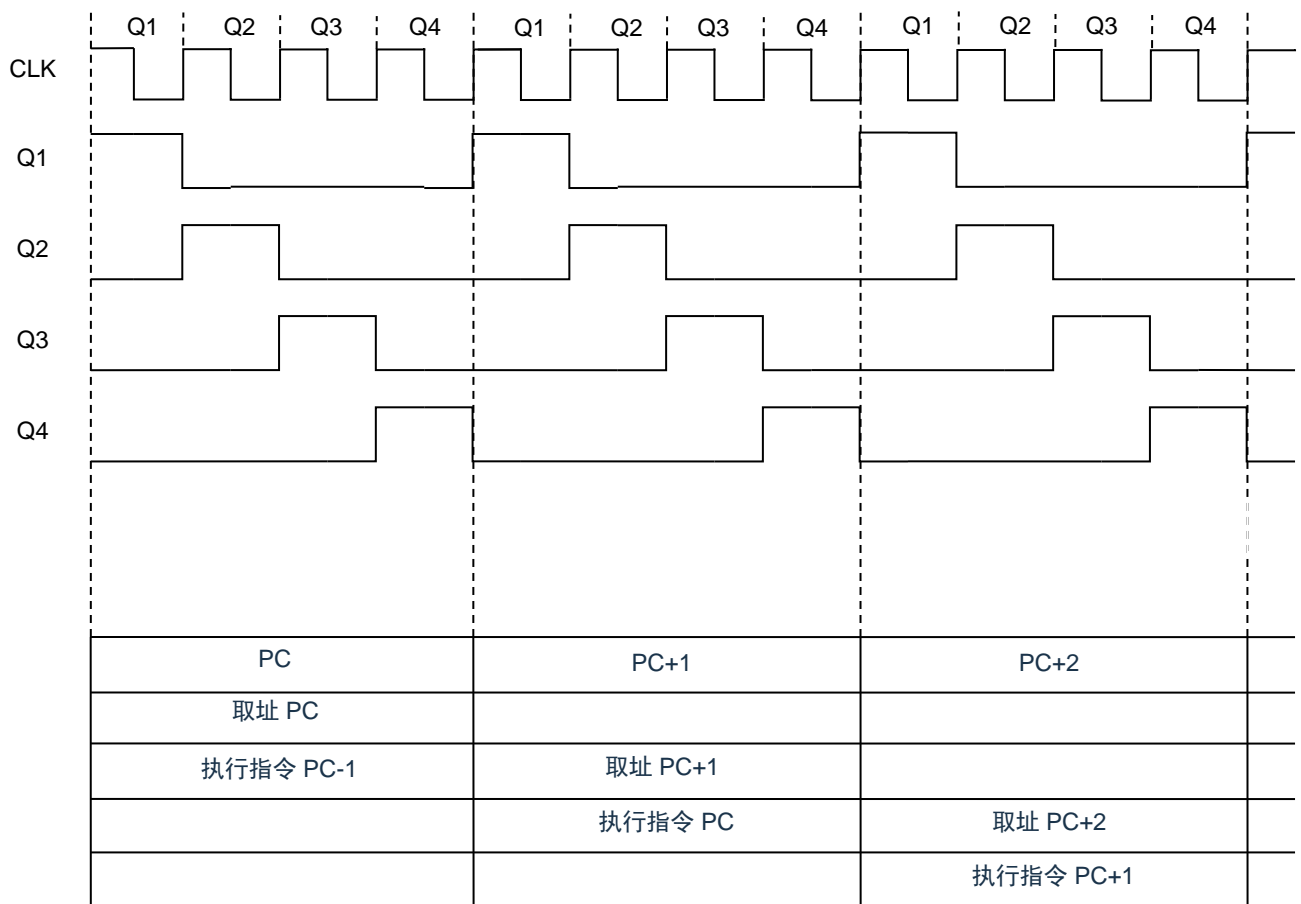 Q1 Q2 Q3 Q4 Q1 Q2 Q3 Q4 Q1 Q2 Q3 Q4
CLK
Q1
Q2
Q3
Q4
PC PC+1 PC+2
取址 PC
执行指令 PC-1 取址 PC+1
执行指令 PC 取址 PC+2
执行指令 PC+1